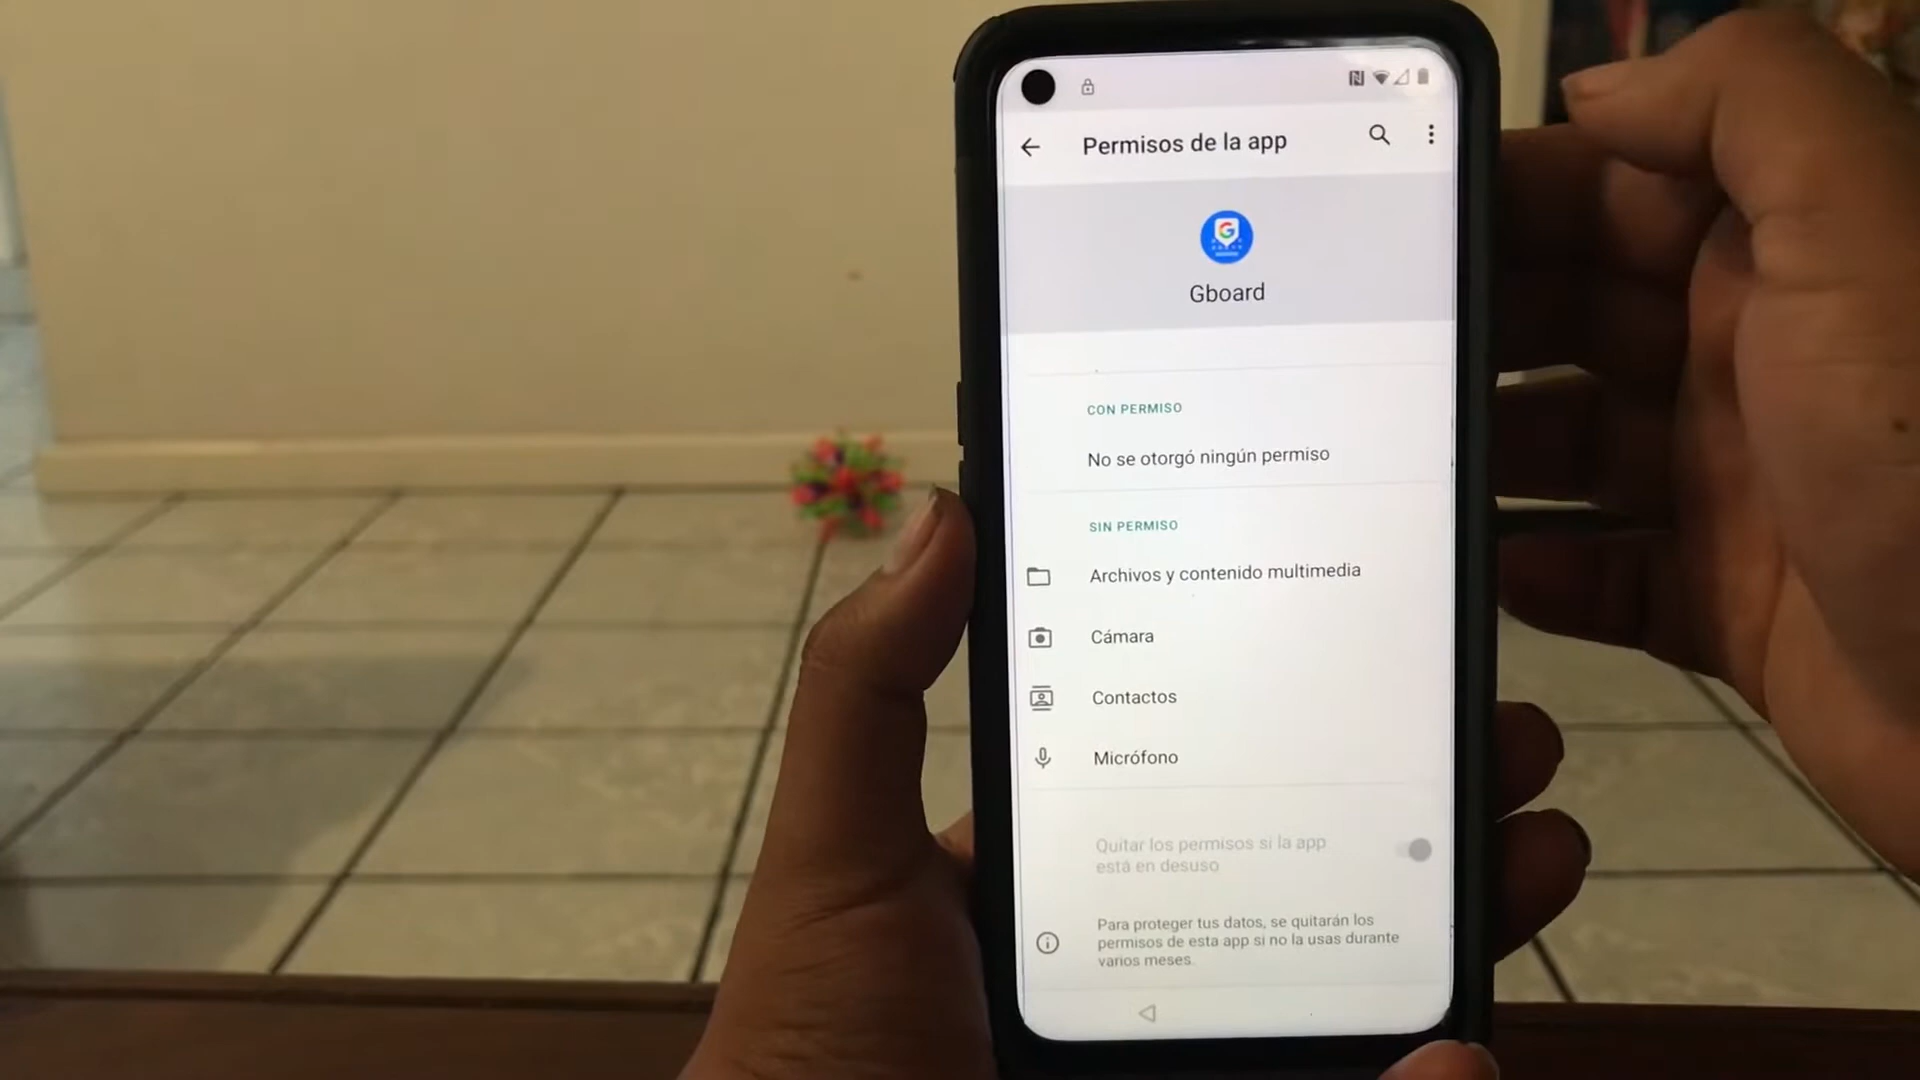 Permisos de la app
Gboard
CON PERMISO
No se otorgó ningún permiso
SIN PERMISO
Archivos y contenido multimedia
Cámara
Contactos
Micrófono
Quitar los permisos si la app
está en desuso
Para proteger tus datos, se quitarán los
permisos de esta app si no la usas durante
varios meses.